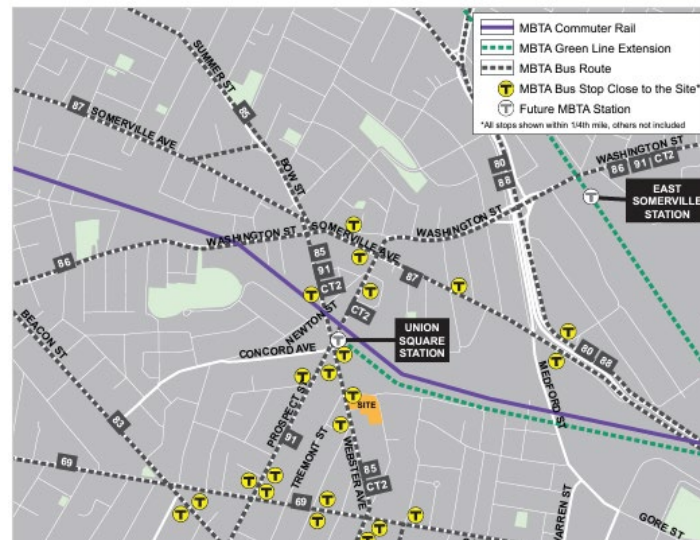 MBTA Commuter Rail
MBTA Green Line Extension
MBTA Bus Route
T MBTA Bus Stop Close to the Site*
T Future MBTA Station
*All stops shown within 1/4th mile, others not included
SUMMER ST
87
SOMERVILLE AVE
85
80
88
WASHINGTON ST
86 91 CT2
BOW ST
EAST
SOMERVILLE
STATION
WASHINGTON ST
SOMERVILLE AVE
WASHINGTON ST
86
85
91
CT2
87
CT2
NEWTON ST
UNION
SQUARE
STATION
BEACON ST
CONCORD AVE
80 88
MEDFORD ST
83
PROSPECT ST
SITE
91
TREMONT ST
WEBSTER AVE
85
CT2
69
69
WARREN ST
GORE ST